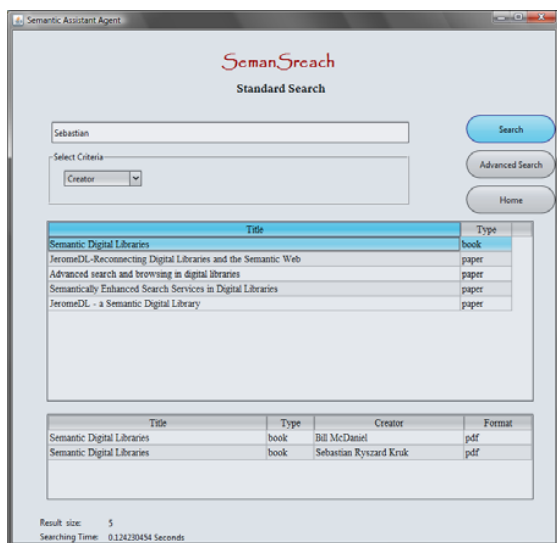 Semantic Assistant Agent
SemanSreach
Standard Search
Sebastian
Search
Select Criteria
Creator
Advanced Search
Home
Title Type
Semantic Digital Libraries book
JeromeDL-Reconnecting Digital Libraries and the Semantic Web paper
Advanced search and browsing in digital libraries paper
Semantically Enhanced Search Services in Digital Libraries paper
JeromeDL - a Semantic Digital Library paper
Title Type Creator Format
Semantic Digital Libraries book Bill McDaniel pdf
Semantic Digital Libraries book Sebastian Ryszard Kruk pdf
Result size: 5
Searching Time: 0.124230454 Seconds